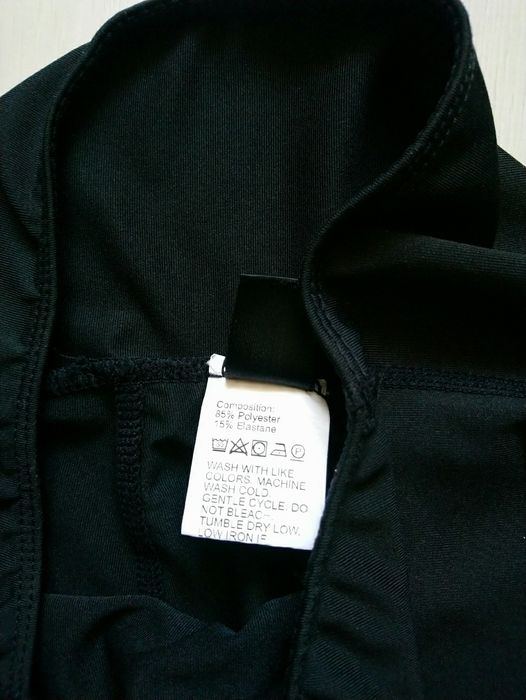 Composition:
85% Polyester
15% Elastane
WASH WITH LIKE
COLORS. MACHINE
WASH COLD.
GENTLE CYCLE. DO
NOT BLEACH.
TUMBLE DRY LOW.
LOW IRON IF